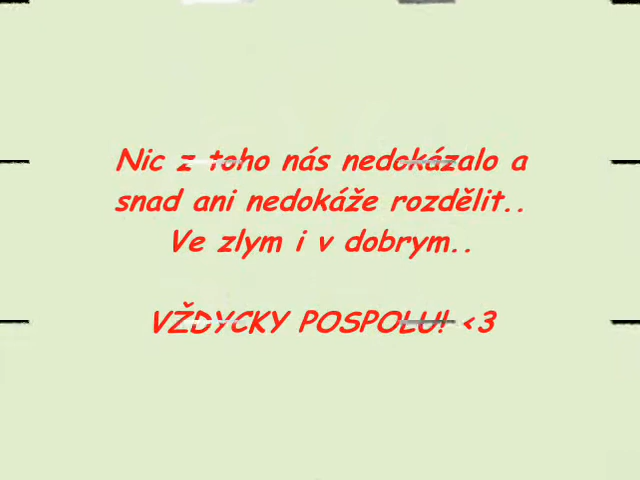 Nic z toho nás nedokázalo a
snad ani nedokáže rozdělit..
Ve zlym i v dobrym..
VŽDYCKY POSPOLU! <3